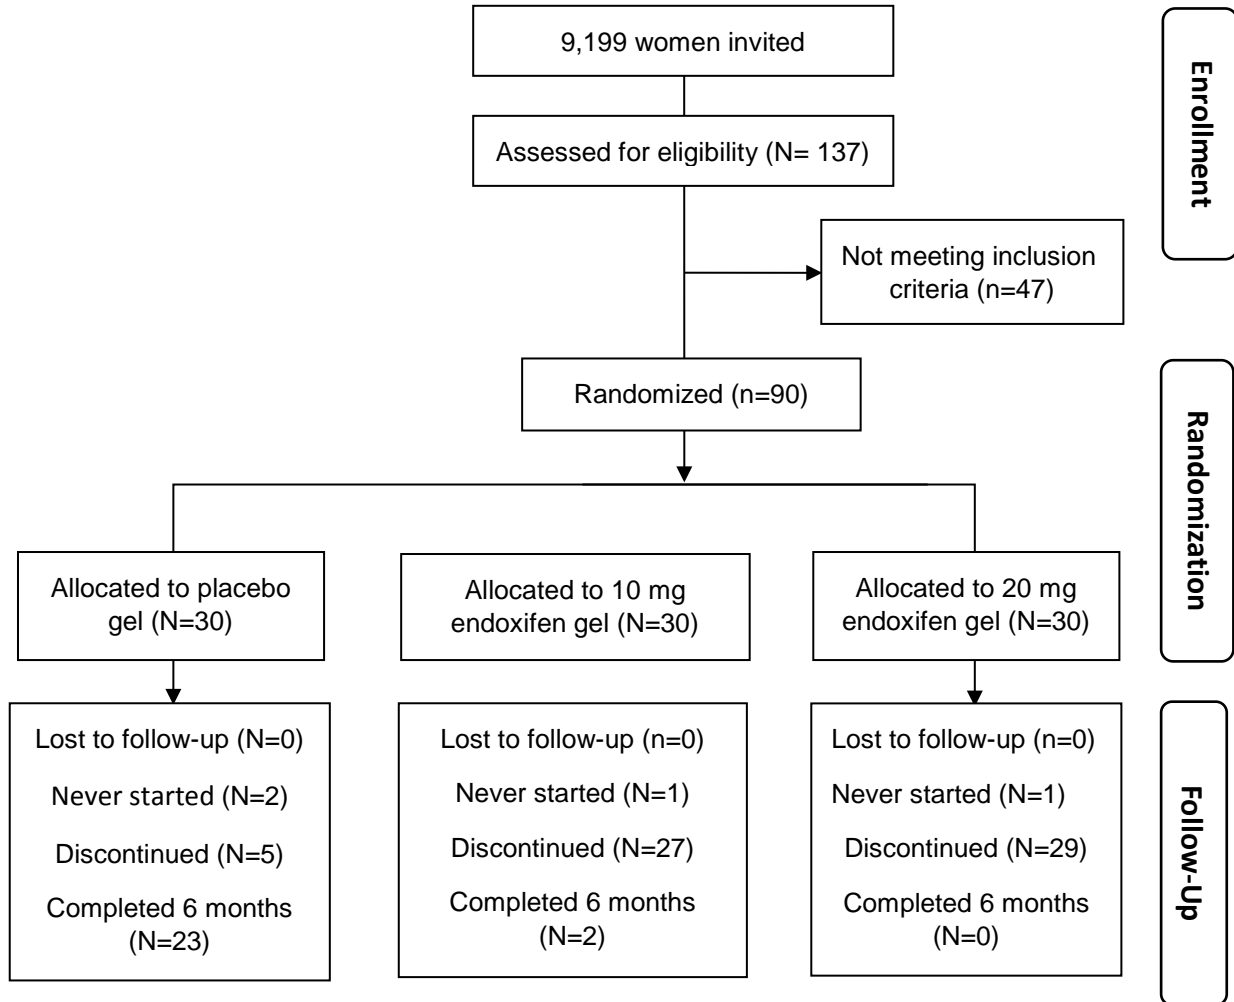 9,199 women invited
Assessed for eligibility (N= 137)
Not meeting inclusion
criteria (n=47)
Enrollment
Randomized (n=90)
Allocated to placebo
gel (N=30)
Allocated to 10 mg
endoxifen gel (N=30)
Allocated to 20 mg
endoxifen gel (N=30)
Randomization
Lost to follow-up (N=0)
Never started (N=2)
Discontinued (N=5)
Completed 6 months
(N=23)
Lost to follow-up (n=0)
Never started (N=1)
Discontinued (N=27)
Completed 6 months
(N=2)
Lost to follow-up (n=0)
Never started (N=1)
Discontinued (N=29)
Completed 6 months
(N=0)
Follow-Up